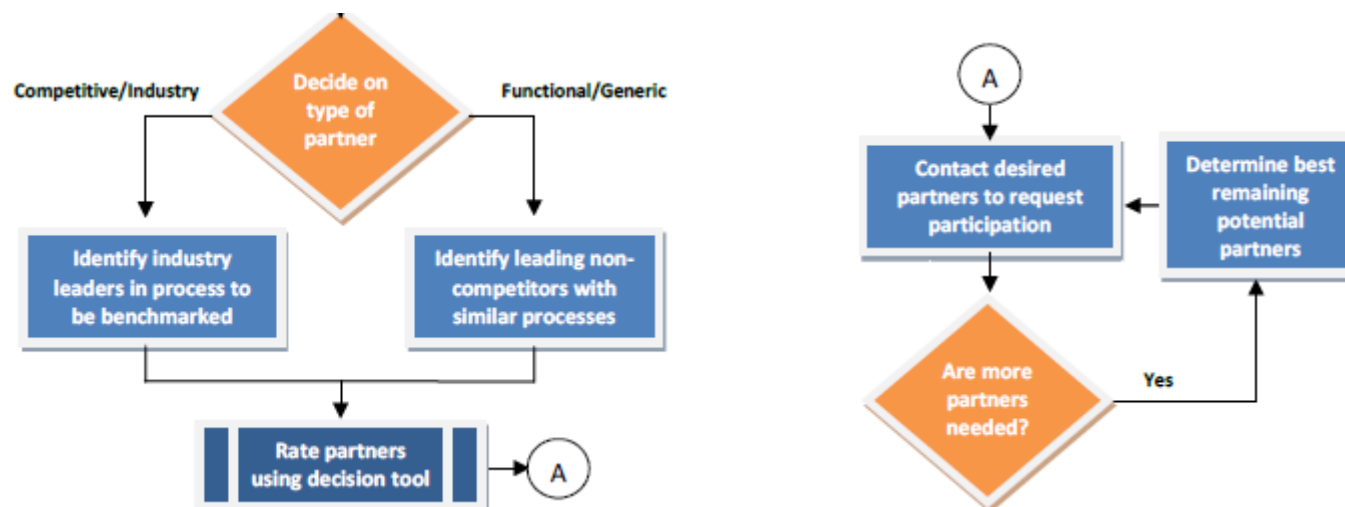 Decide on
type of
partner
Competitive/Industry
Functional/Generic
Identify industry
leaders in process to
be benchmarked
Identify leading non-
competitors with
similar processes
Rate partners
using decision tool
A
A
Contact desired
partners to request
participation
Determine best
remaining
potential
partners
Are more
partners
needed?
Yes